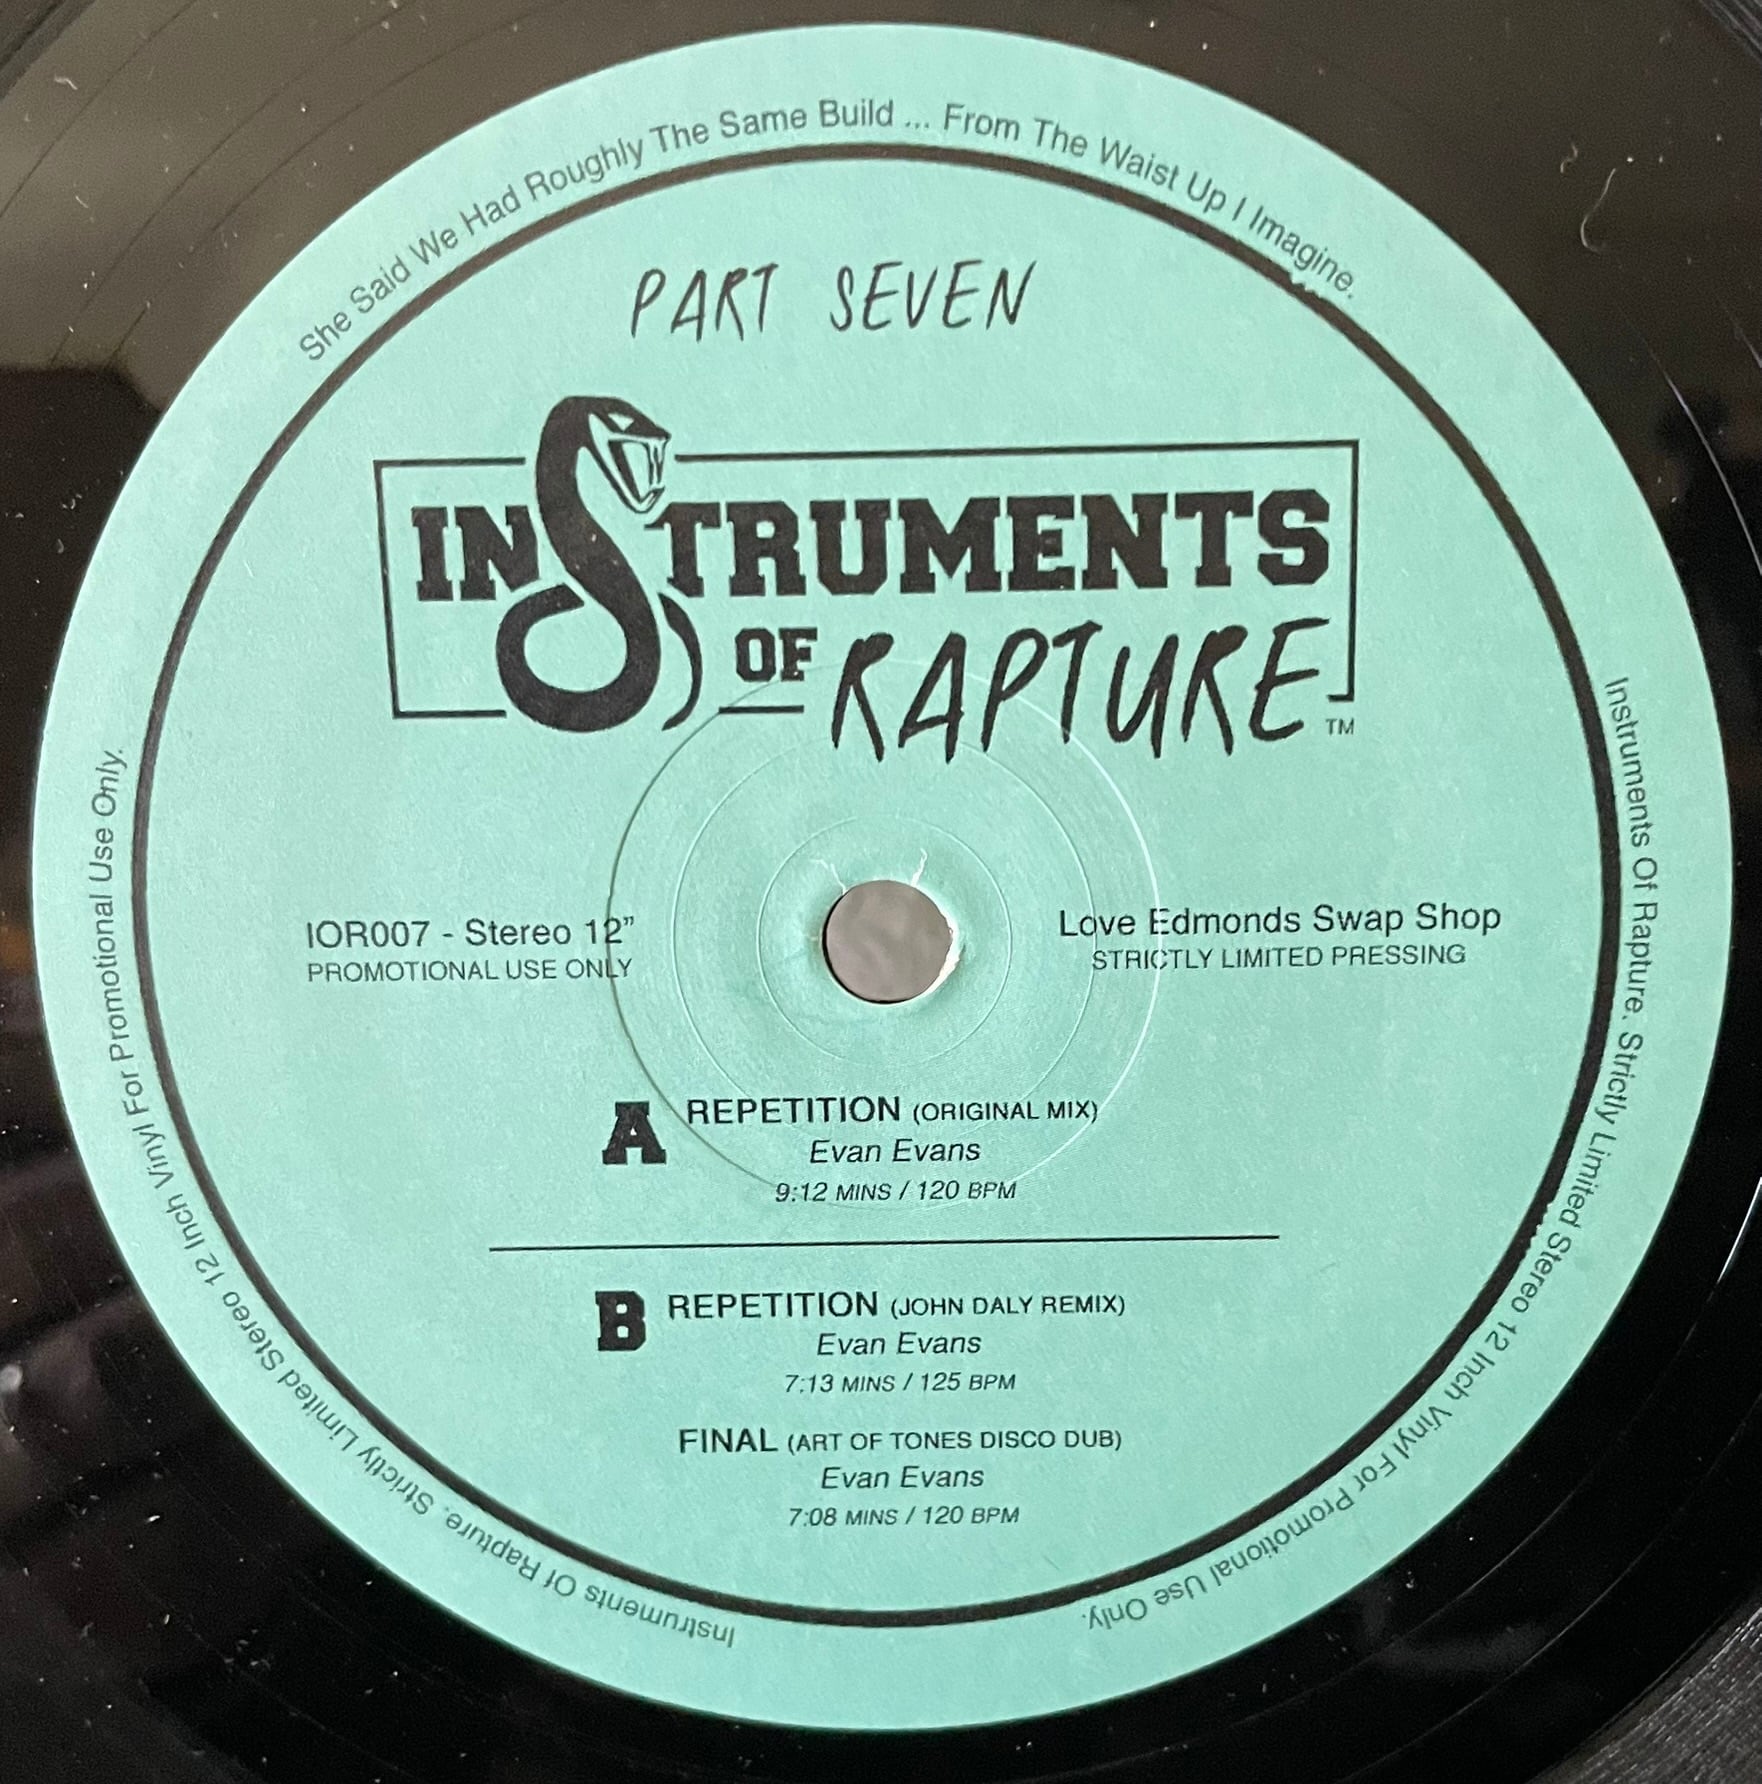 She Said We Had Roughly The Same Build ... From The Waist Up I Imagine.
PART SEVEN
INSTRUMENTS
OF RAPTURE TM
IOR007 - Stereo 12”
PROMOTIONAL USE ONLY
Love Edmonds Swap Shop
STRICTLY LIMITED PRESSING
A REPETITION (ORIGINAL MIX)
Evan Evans
9:12 MINS / 120 BPM
B REPETITION (JOHN DALY REMIX)
Evan Evans
7:13 MINS / 125 BPM
FINAL (ART OF TONES DISCO DUB)
Evan Evans
7:08 MINS / 120 BPM
Instruments Of Rapture. Strictly Limited Stereo 12 Inch Vinyl For Promotional Use Only.
Instruments Of Rapture. Strictly Limited Stereo 12 Inch Vinyl For Promotional Use Only.